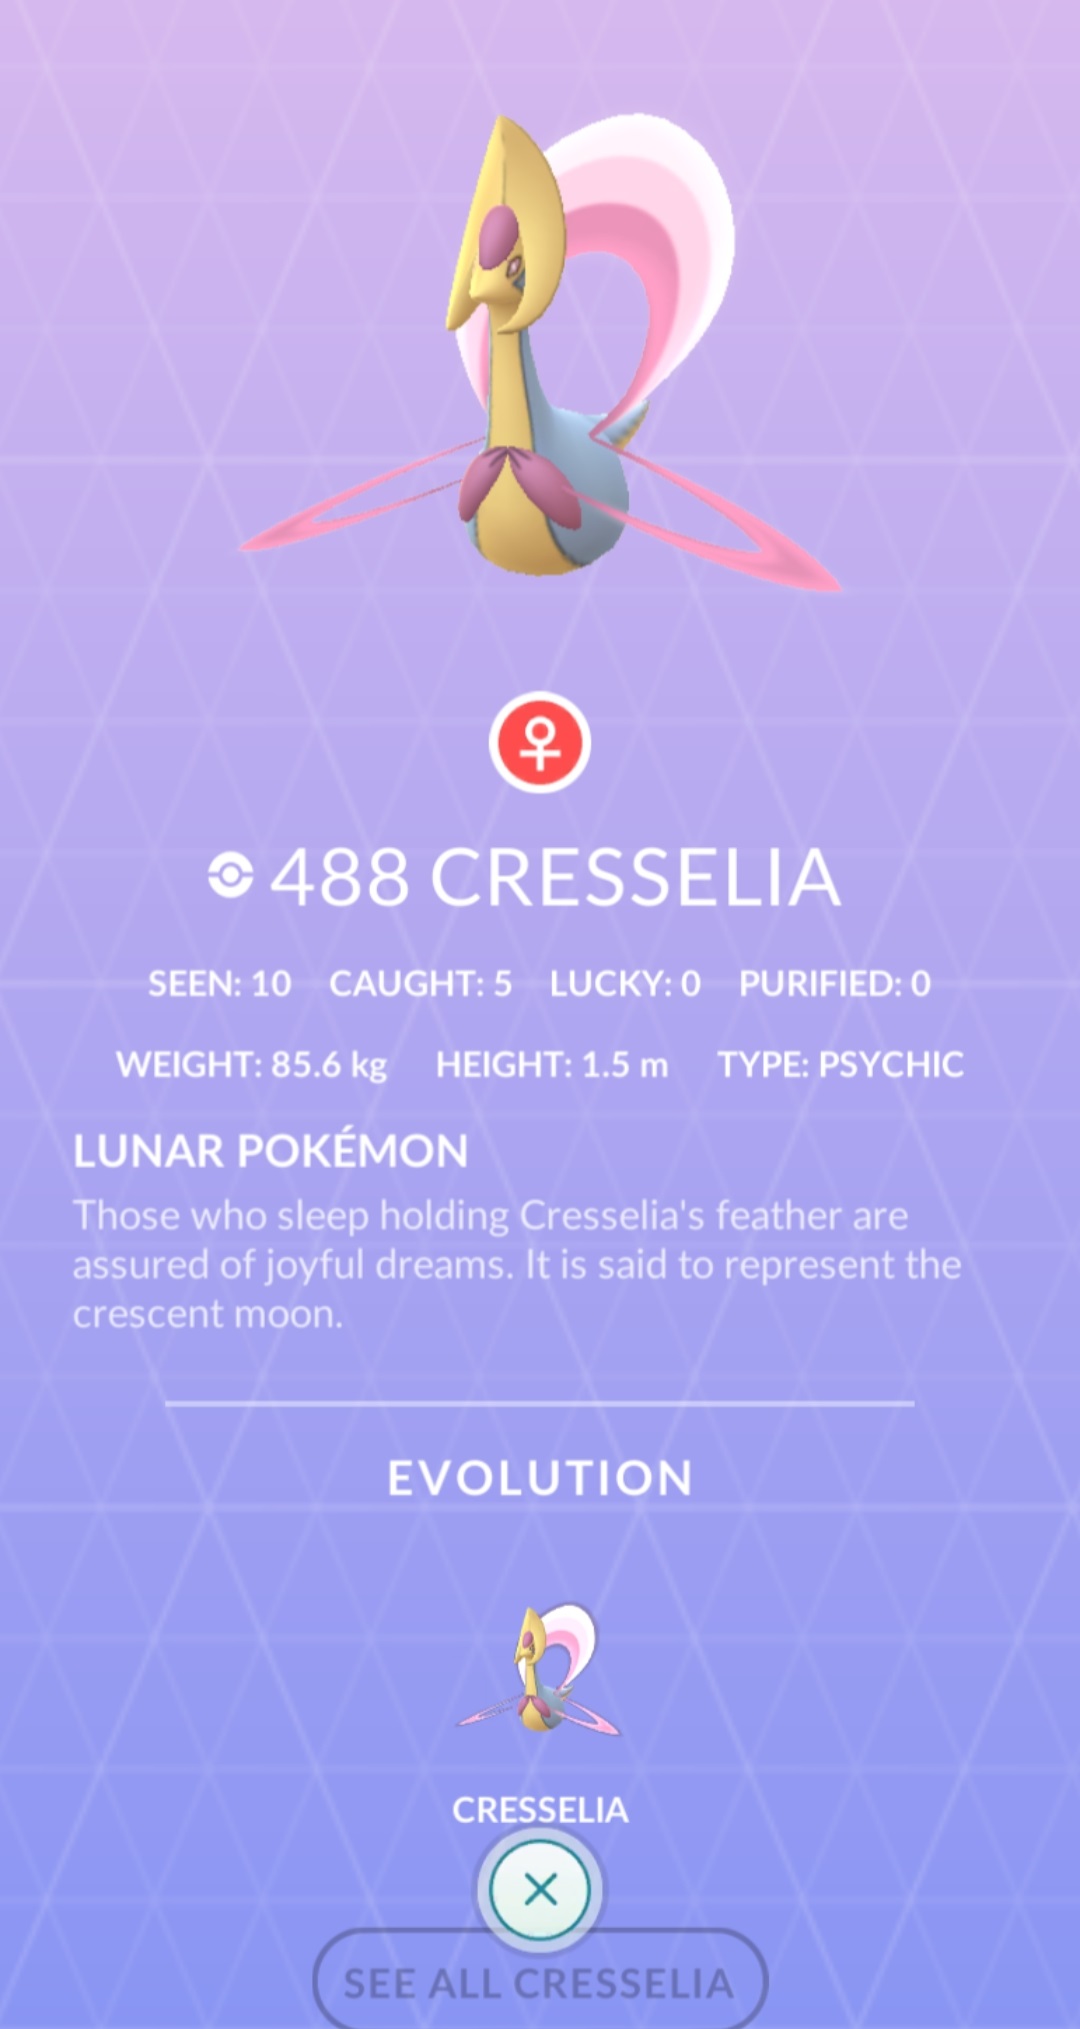 488 CRESSELIA
SEEN: 10 CAUGHT: 5 LUCKY: 0 PURIFIED: 0
WEIGHT: 85.6 kg HEIGHT: 1.5 m TYPE: PSYCHIC
LUNAR POKÉMON
Those who sleep holding Cresselia's feather are
assured of joyful dreams. It is said to represent the
crescent moon.
EVOLUTION
CRESSELIA
SEE ALL CRESSELIA